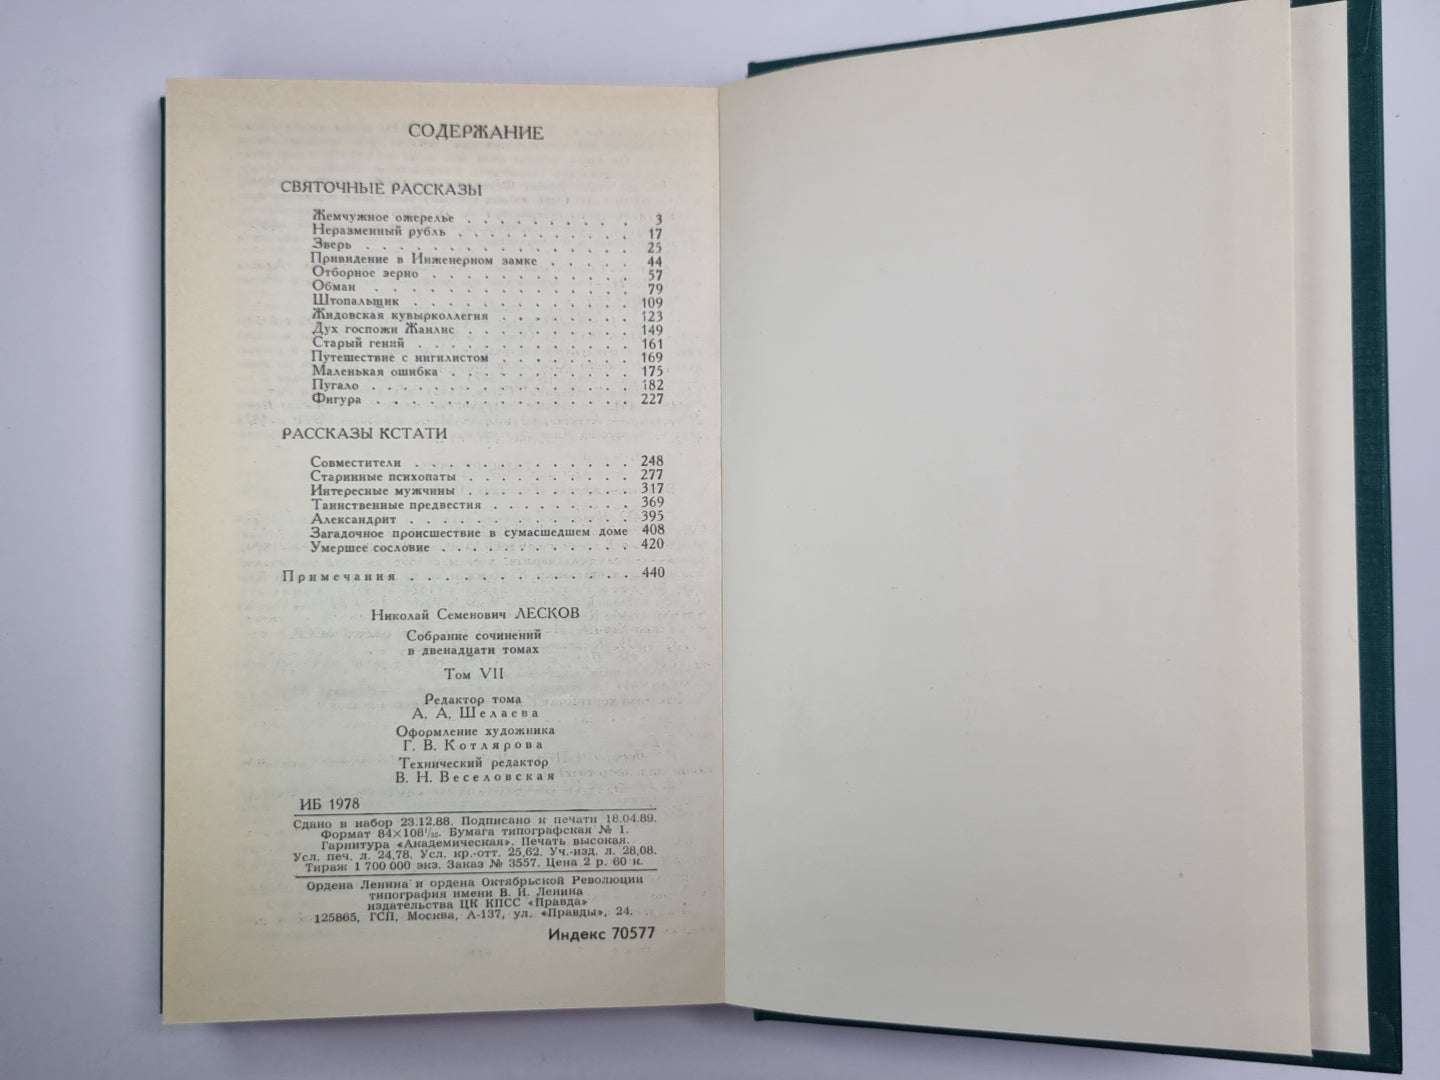 СОДЕРЖАНИЕ
СВЯТОЧНЫЕ РАССКАЗЫ
Жемчужное ожерелье . . . . . . . . . . 3
Неразменный рубль . . . . . . . . . . . 17
Зверь . . . . . . . . . . . . . . . . 25
Привидение в Инженерном замке . . . . . 44
Отборное зерно . . . . . . . . . . . . 57
Обман . . . . . . . . . . . . . . . . 79
Штопальщик . . . . . . . . . . . . . . 109
Жидовская кувырколлегия . . . . . . . . 123
Дух госпожи Жанлис . . . . . . . . . . 149
Старый гений . . . . . . . . . . . . . 161
Путешествие с нигилистом . . . . . . . . 169
Маленькая ошибка . . . . . . . . . . . 175
Пугало . . . . . . . . . . . . . . . . 182
Фигура . . . . . . . . . . . . . . . . 227
РАССКАЗЫ КСТАТИ
Совместители . . . . . . . . . . . . . 248
Старинные психопаты . . . . . . . . . . 277
Интересные мужчины . . . . . . . . . . 317
Таинственные предвестия . . . . . . . . . 369
Александрит . . . . . . . . . . . . . . 395
Загадочное происшествие в сумасшедшем доме 408
Умершее сословие . . . . . . . . . . . . 420
Примечания . . . . . . . . . . . . . . 440
Николай Семенович ЛЕСКОВ
Собрание сочинений
в двенадцати томах
Том VII
Редактор тома
А. А. Шелаева
Оформление художника
Г. В. Котлярова
Технический редактор
В. Н. Веселовская
ИБ 1978
Сдано в набор 23.12.88. Подписано к печати 18.04.89.
Формат 84×108¹/₃₂. Бумага типографская № 1.
Гарнитура «Академическая». Печать высокая.
Усл. печ. л. 24,78. Усл. кр.-отт. 25,62. Уч.-изд. л. 28,08.
Тираж 1 700 000 экз. Заказ № 3557. Цена 2 р. 60 к.
Ордена Ленина и ордена Октябрьской Революции
типография имени В. И. Ленина
издательства ЦК КПСС «Правда»
125865, ГСП, Москва, А-137, ул. «Правды», 24.
Индекс 70577